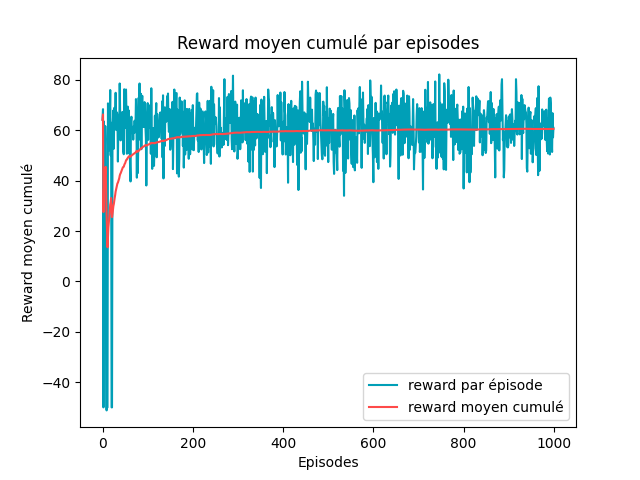 Reward moyen cumulé par episodes
Reward moyen cumulé
80
60
40
20
0
−20
−40
0
200
400
600
800
1000
Episodes
reward par épisode
reward moyen cumulé